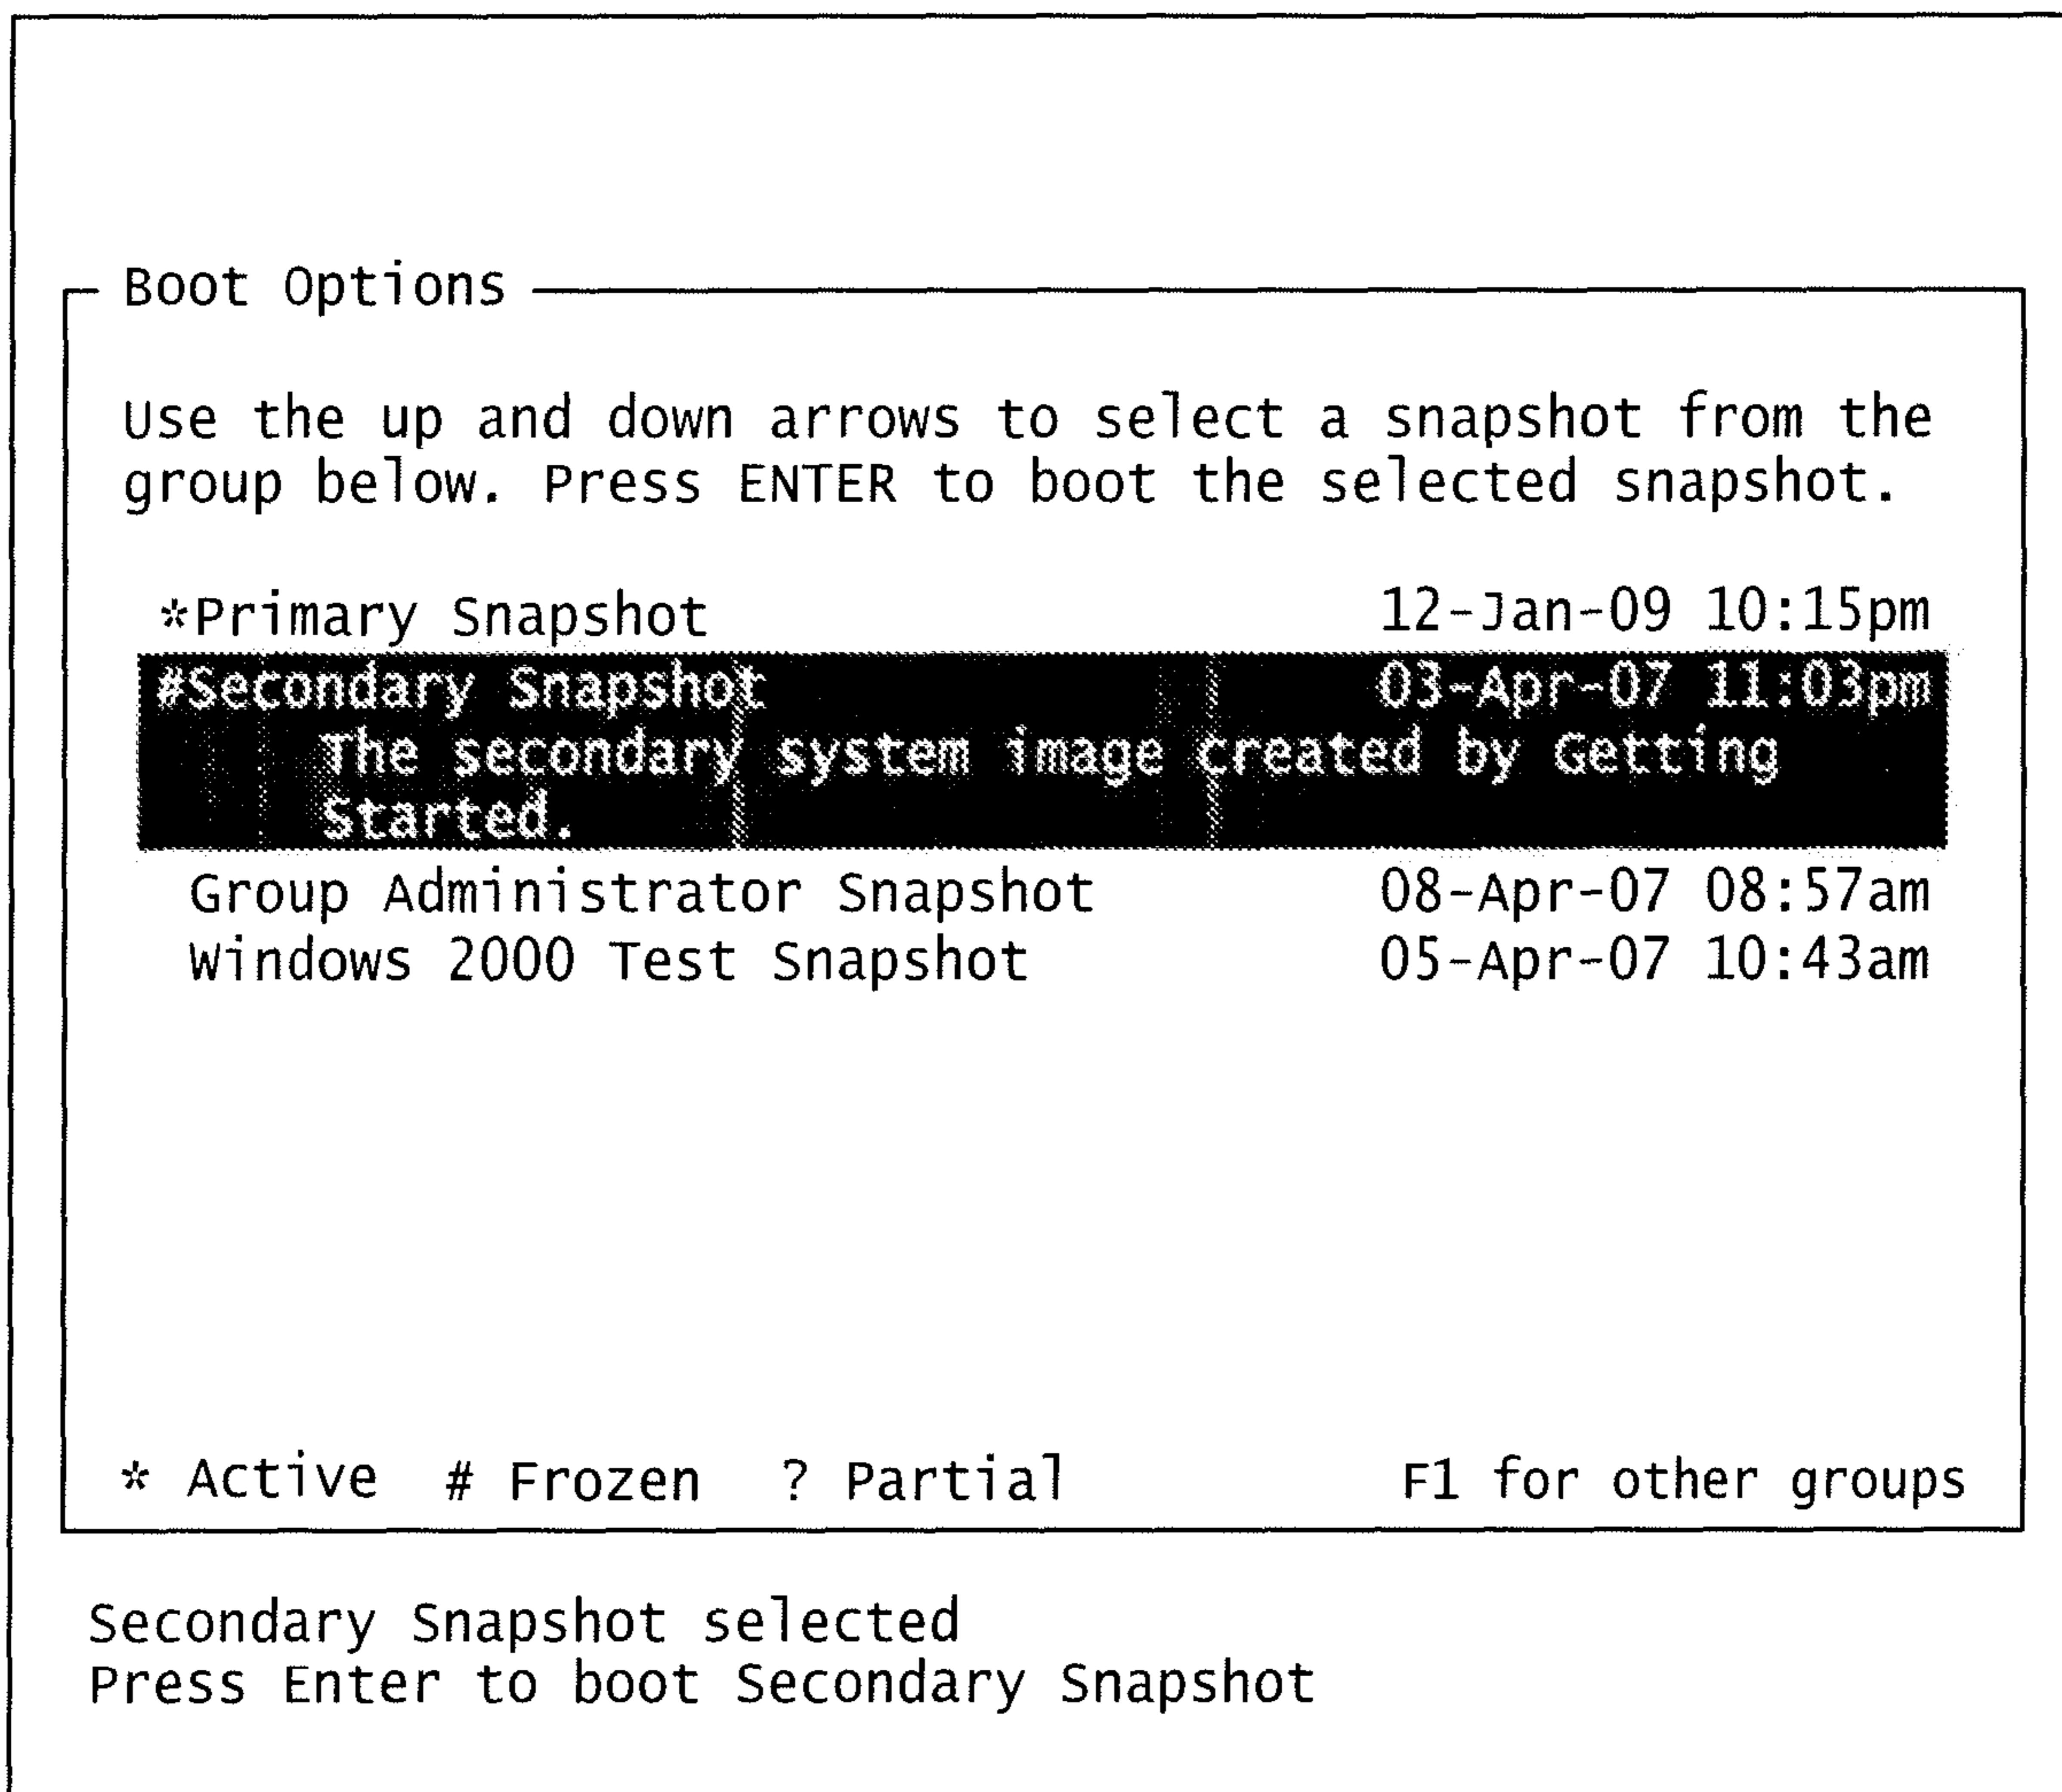 Boot Options
Use the up and down arrows to select a snapshot from the
group below. Press ENTER to boot the selected snapshot.
*Primary Snapshot 12-Jan-09 10:15pm
#Secondary Snapshot 03-Apr-07 11:03pm
The secondary system image created by Getting
Started.
Group Administrator Snapshot 08-Apr-07 08:57am
Windows 2000 Test Snapshot 05-Apr-07 10:43am
* Active # Frozen ? Partial F1 for other groups
Secondary Snapshot selected
Press Enter to boot Secondary Snapshot